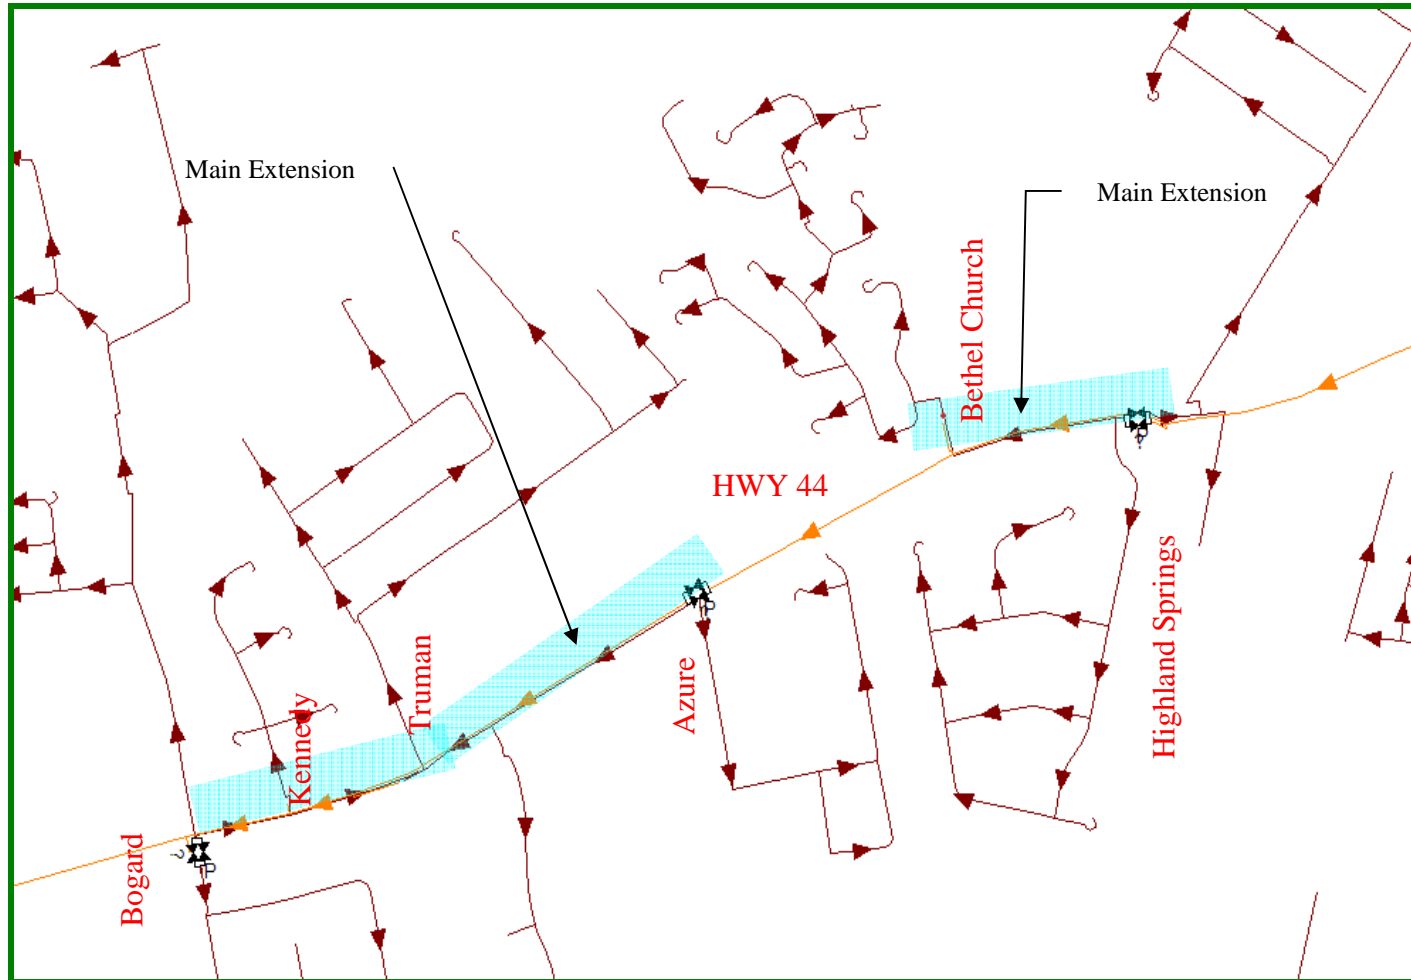 Main Extension
Main Extension
Bethel Church
HWY 44
Highland Springs
Azure
Truman
Kennedy
Bogard
P
P
P